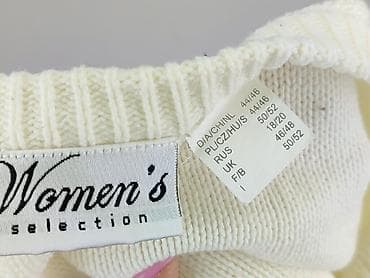 Women's
selection
D/A/CH/NL 44/46
PL/CZ/HU/S 44/46
RUS 50/52
UK 18/20
F/B 46/48
I 50/52